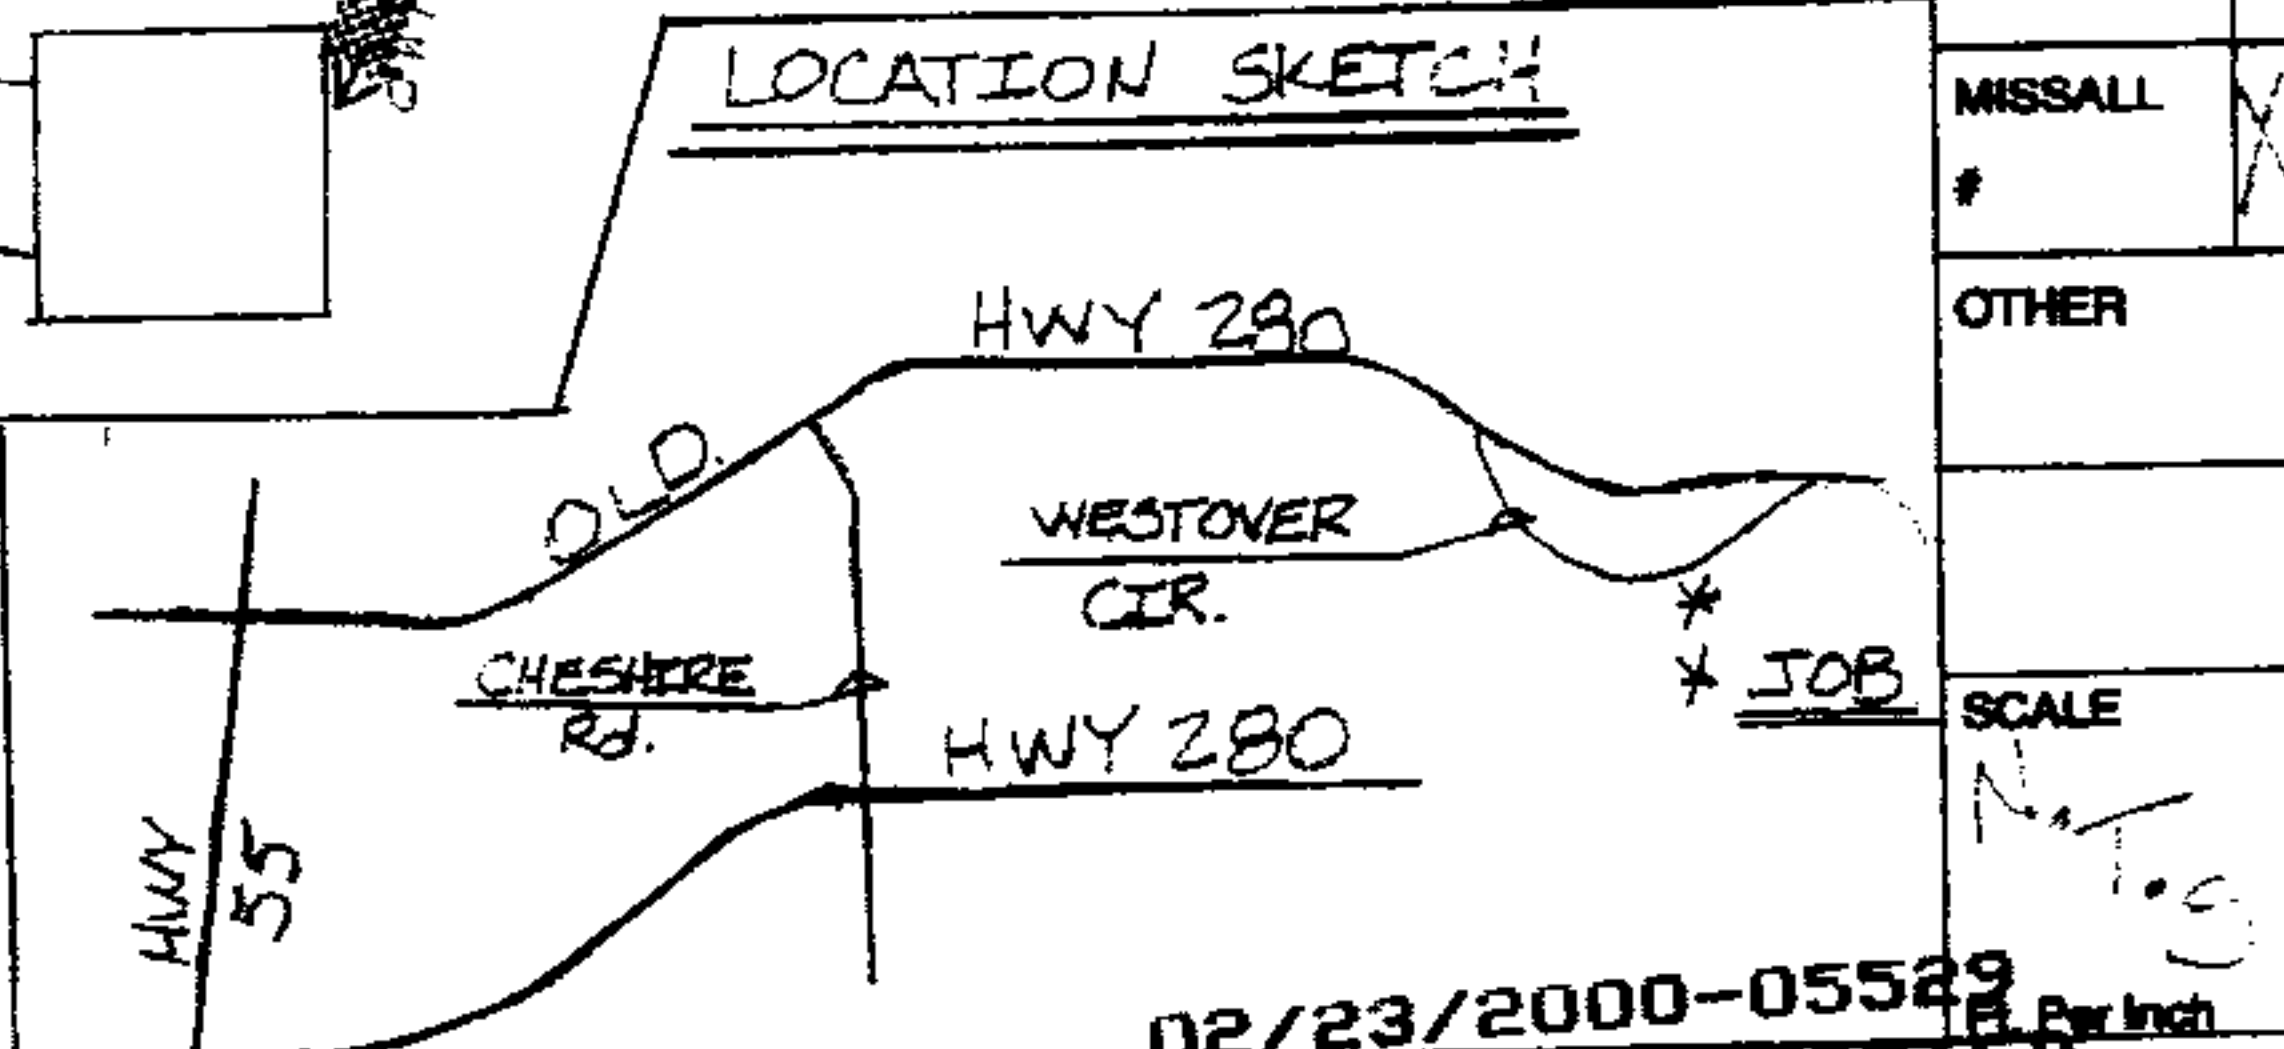 LOCATION SKETCH
MISSALL
#
OTHER
OLD.
HWY 280
WESTOVER
CIR.
CHESHIRE
Rd.
* 
* JOB
HWY 280
HWY
55
SCALE
N.T.S
02/23/2000-05529
Ft. Per Inch